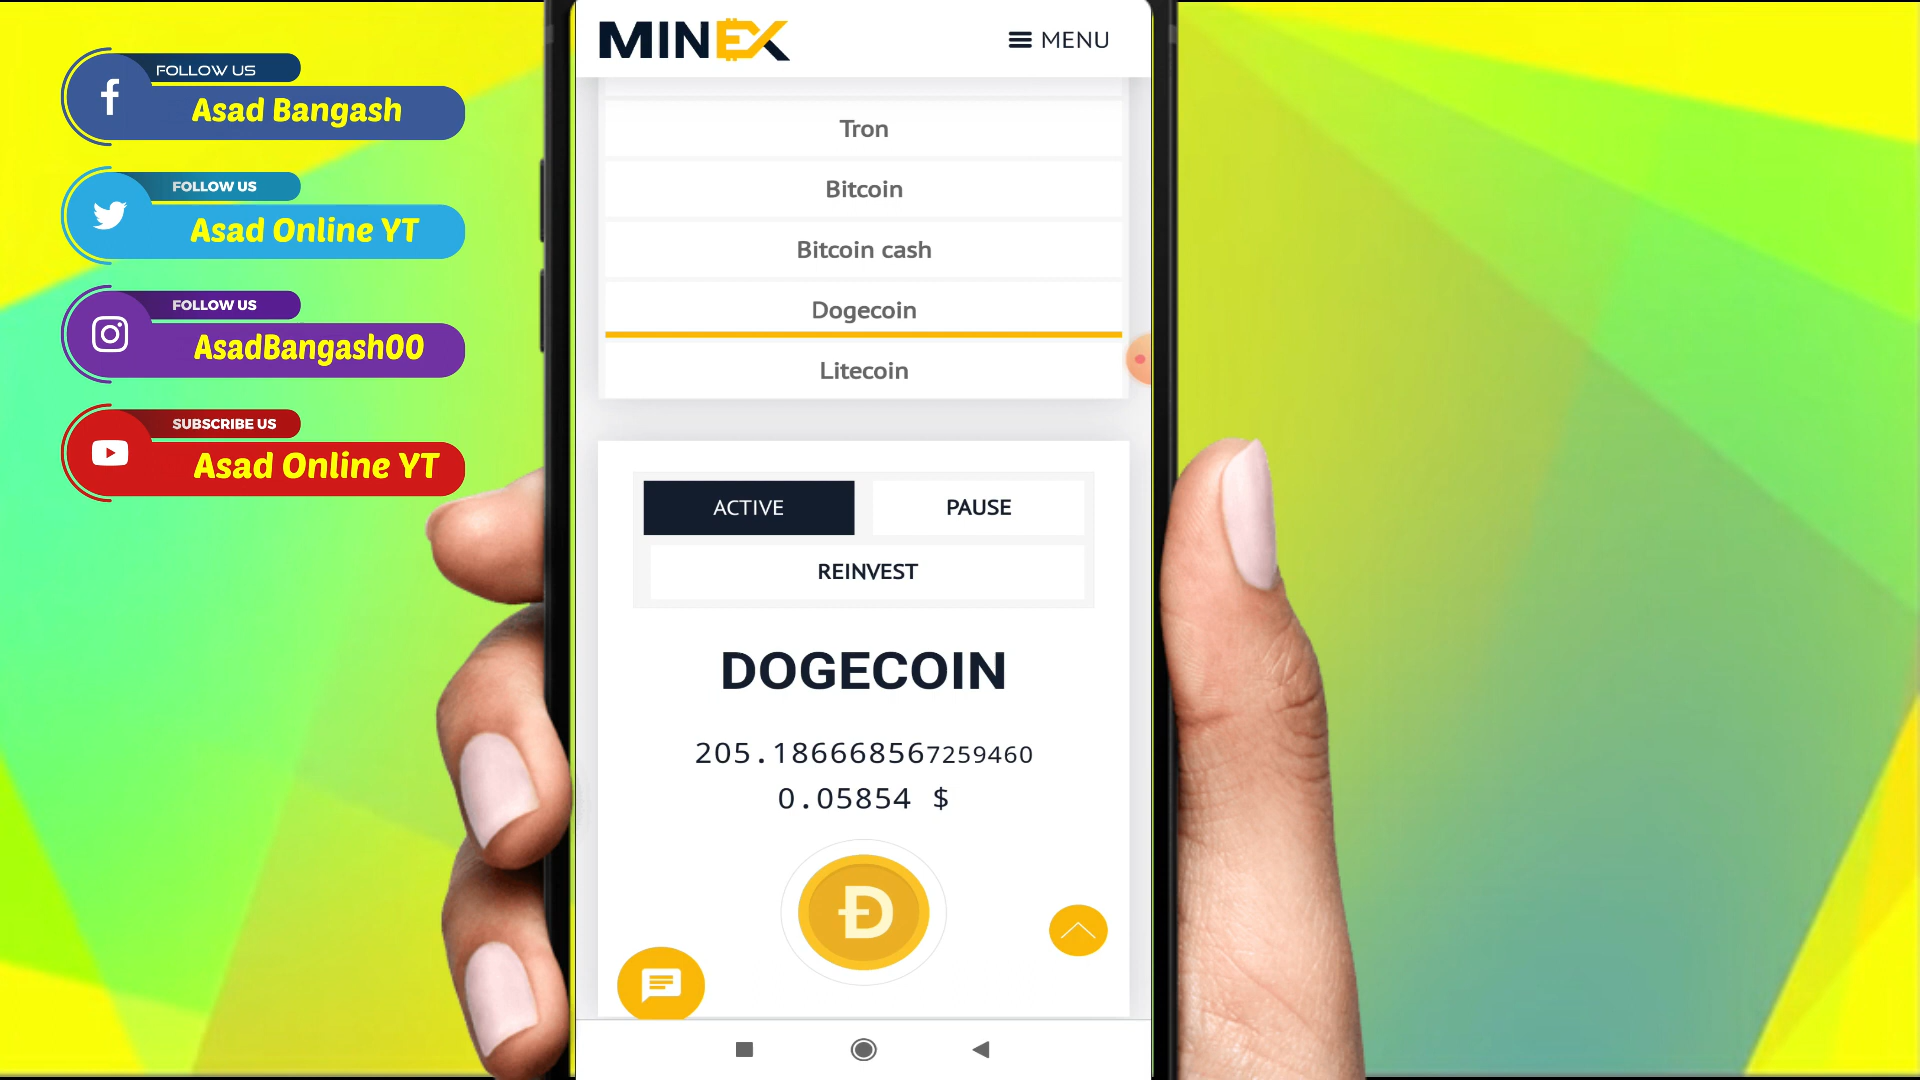 FOLLOW US
Asad Bangash
FOLLOW US
Asad Online YT
FOLLOW US
AsadBangash00
SUBSCRIBE US
Asad Online YT
MINEX
MENU
Tron
Bitcoin
Bitcoin cash
Dogecoin
Litecoin
ACTIVE
PAUSE
REINVEST
DOGECOIN
205.186668567259460
0.05854 $